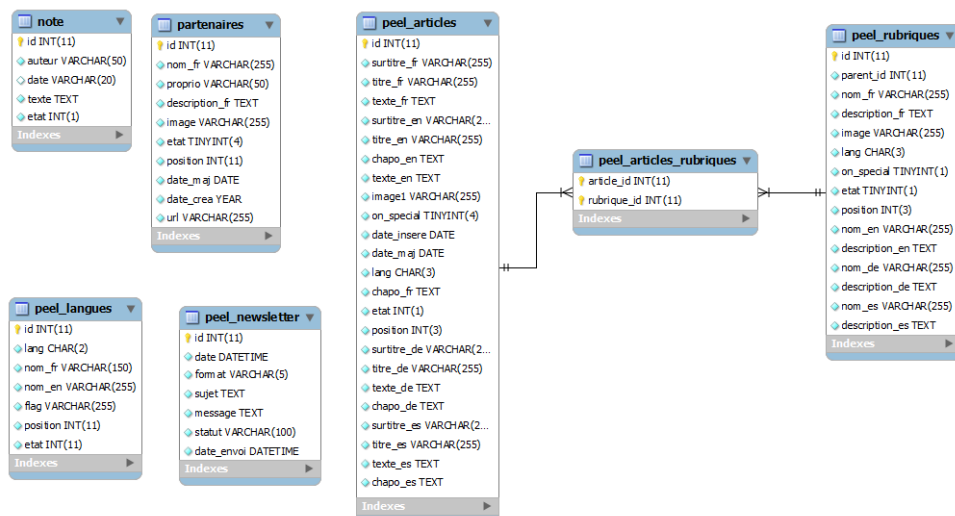 note
id INT(11)
auteur VARCHAR(50)
date VARCHAR(20)
texte TEXT
etat INT(1)
Indexes
partenaires
id INT(11)
nom_fr VARCHAR(255)
proprio VARCHAR(50)
description_fr TEXT
image VARCHAR(255)
etat TINYINT(4)
position INT(11)
date_maj DATE
date_crea YEAR
url VARCHAR(255)
Indexes
peel_articles
id INT(11)
surtitre_fr VARCHAR(255)
titre_fr VARCHAR(255)
texte_fr TEXT
surtitre_en VARCHAR(2...
titre_en VARCHAR(255)
chapo_en TEXT
texte_en TEXT
image1 VARCHAR(255)
on_special TINYINT(4)
date_insere DATE
date_maj DATE
lang CHAR(3)
chapo_fr TEXT
etat INT(1)
position INT(3)
surtitre_de VARCHAR(2...
titre_de VARCHAR(255)
texte_de TEXT
chapo_de TEXT
surtitre_es VARCHAR(2...
titre_es VARCHAR(255)
texte_es TEXT
chapo_es TEXT
Indexes
peel_articles_rubriques
article_id INT(11)
rubrique_id INT(11)
Indexes
peel_rubriques
id INT(11)
parent_id INT(11)
nom_fr VARCHAR(255)
description_fr TEXT
image VARCHAR(255)
lang CHAR(3)
on_special TINYINT(1)
etat TINYINT(1)
position INT(3)
nom_en VARCHAR(255)
description_en TEXT
nom_de VARCHAR(255)
description_de TEXT
nom_es VARCHAR(255)
description_es TEXT
Indexes
peel_langues
id INT(11)
lang CHAR(2)
nom_fr VARCHAR(150)
nom_en VARCHAR(255)
flag VARCHAR(255)
position INT(11)
etat INT(11)
Indexes
peel_newsletter
id INT(11)
date DATETIME
format VARCHAR(5)
sujet TEXT
message TEXT
statut VARCHAR(100)
date_envoi DATETIME
Indexes